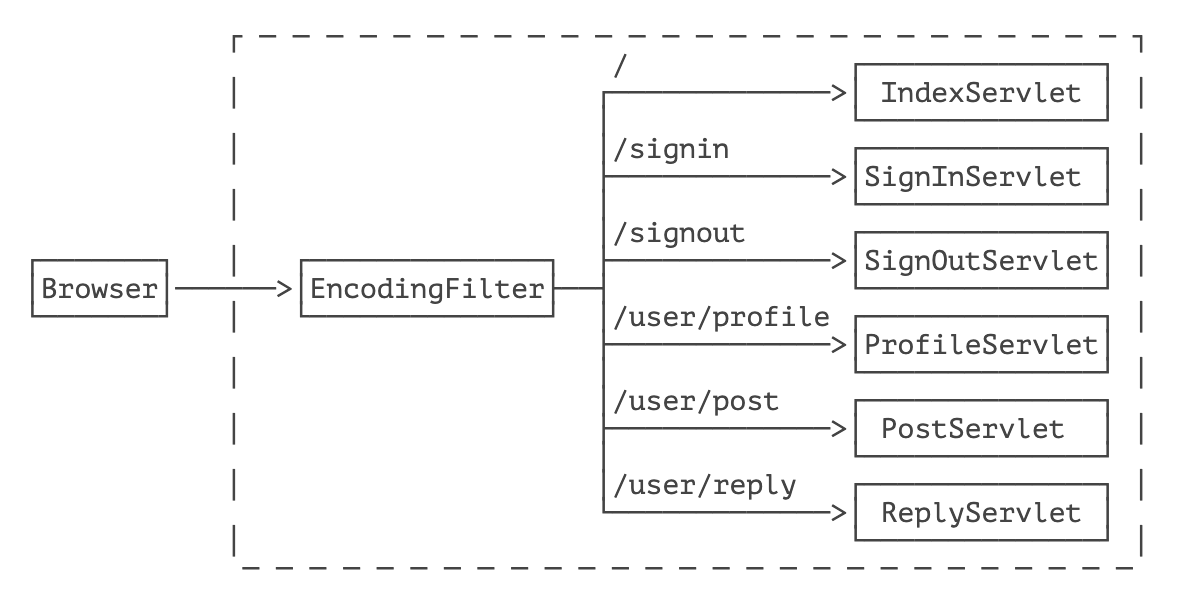 /
IndexServlet
/signin
SignInServlet
/signout
SignOutServlet
Browser
EncodingFilter
/user/profile
ProfileServlet
/user/post
PostServlet
/user/reply
ReplyServlet